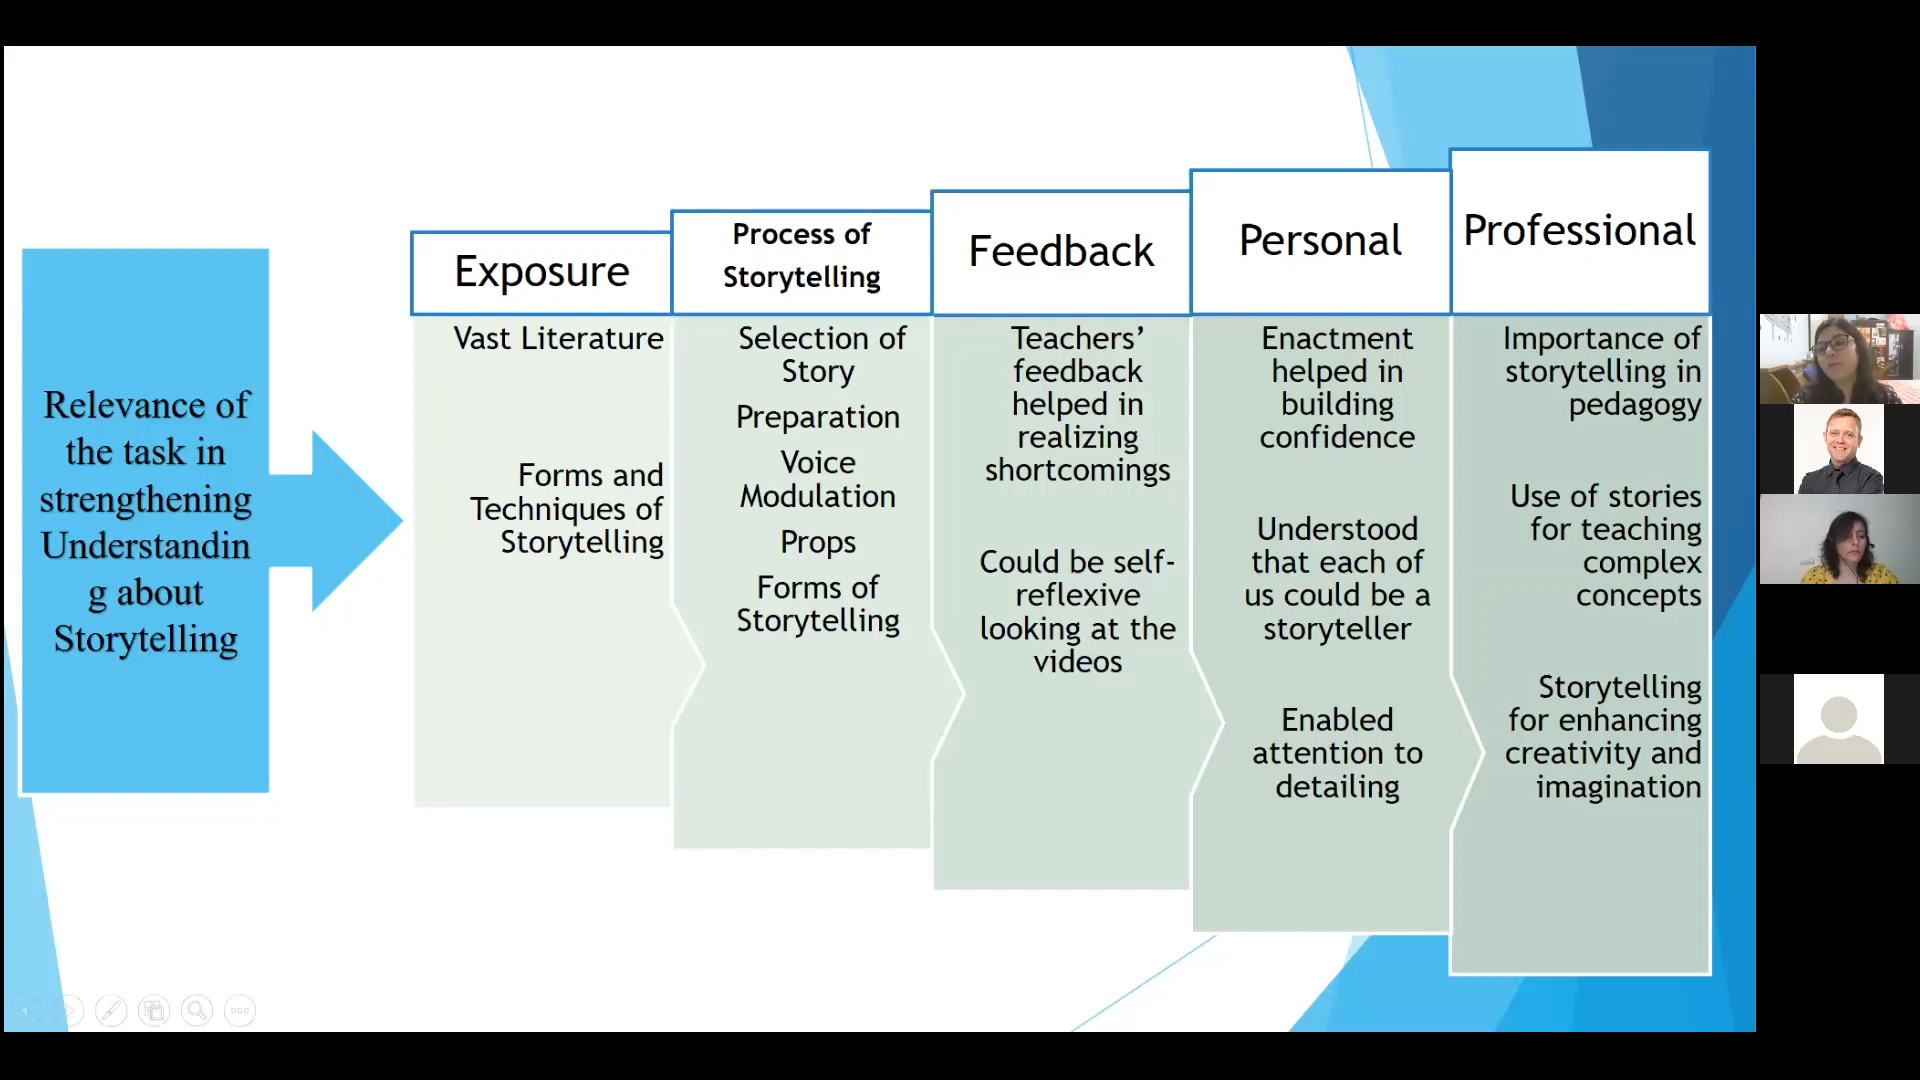 Relevance of
the task in
strengthening
Understandin
g about
Storytelling
Exposure
Vast Literature
Forms and
Techniques of
Storytelling
Process of
Storytelling
Selection of
Story
Preparation
Voice
Modulation
Props
Forms of
Storytelling
Feedback
Teachers’
feedback
helped in
realizing
shortcomings
Could be self-
reflexive
looking at the
videos
Personal
Enactment
helped in
building
confidence
Understood
that each of
us could be a
storyteller
Enabled
attention to
detailing
Professional
Importance of
storytelling in
pedagogy
Use of stories
for teaching
complex
concepts
Storytelling
for enhancing
creativity and
imagination